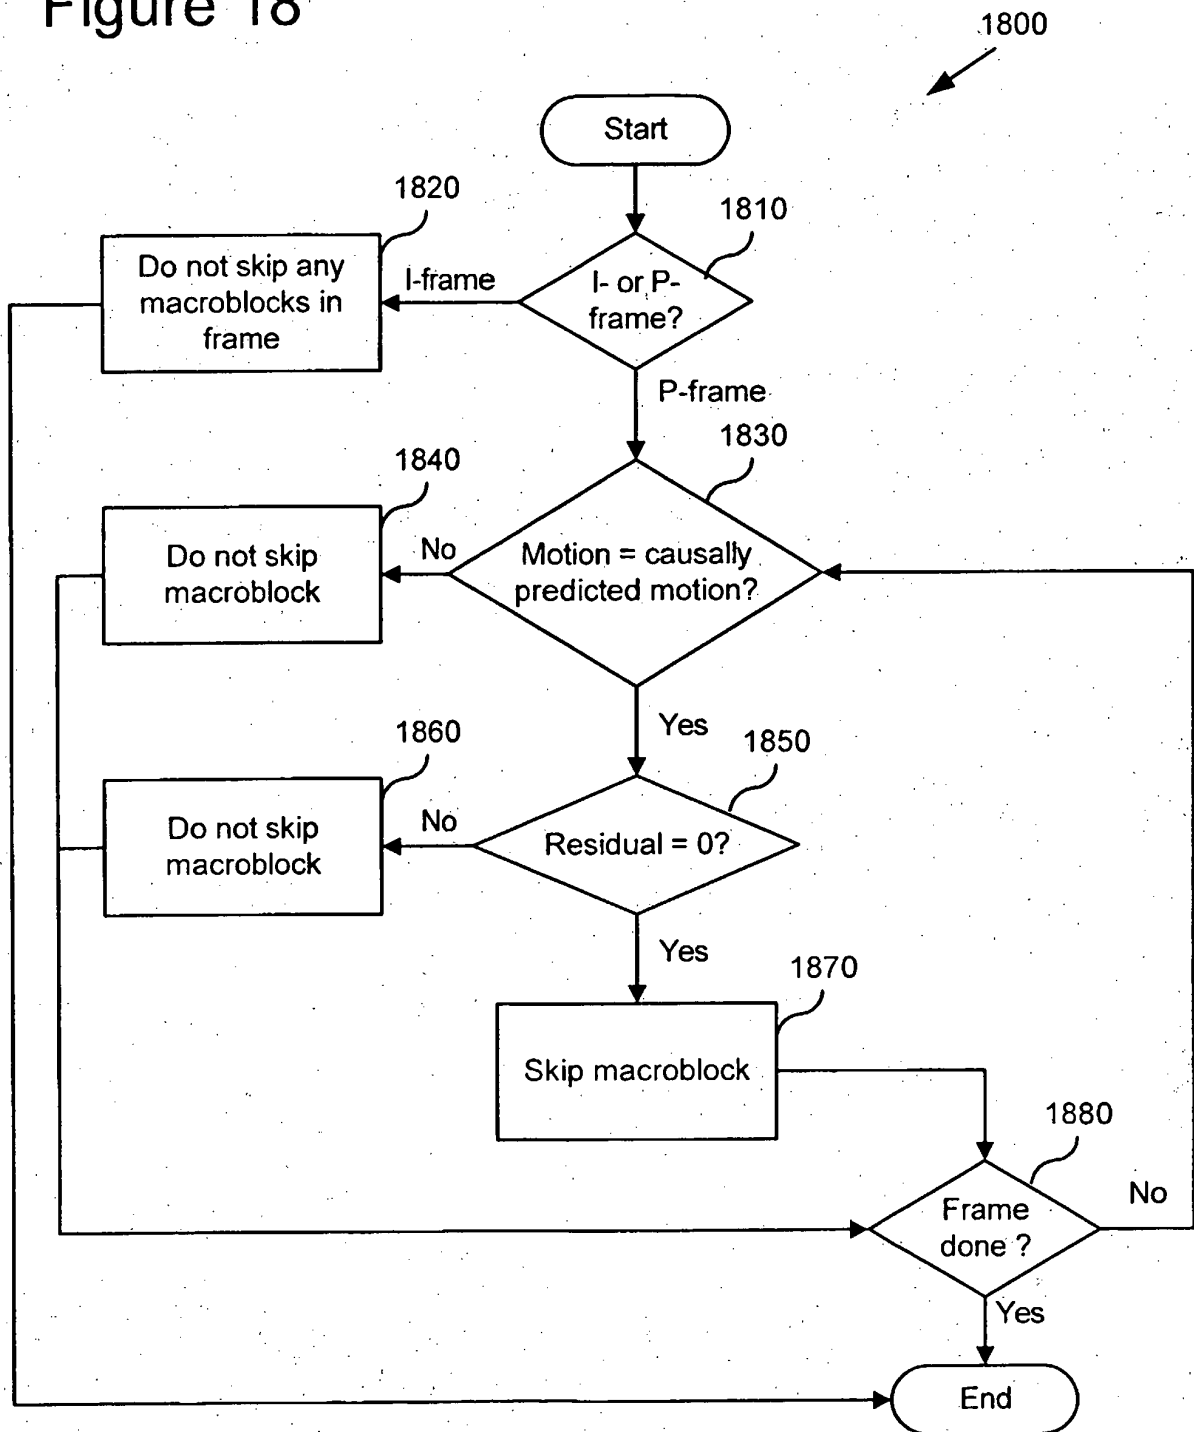 Figure 18
1800
Start
1820
1810
Do not skip any
macroblocks in
frame
I-frame
I- or P-
frame?
P-frame
1830
1840
Do not skip
macroblock
No
Motion = causally
predicted motion?
Yes
1860
1850
Do not skip
macroblock
No
Residual = 0?
Yes
1870
Skip macroblock
1880
Frame
done ?
No
Yes
End